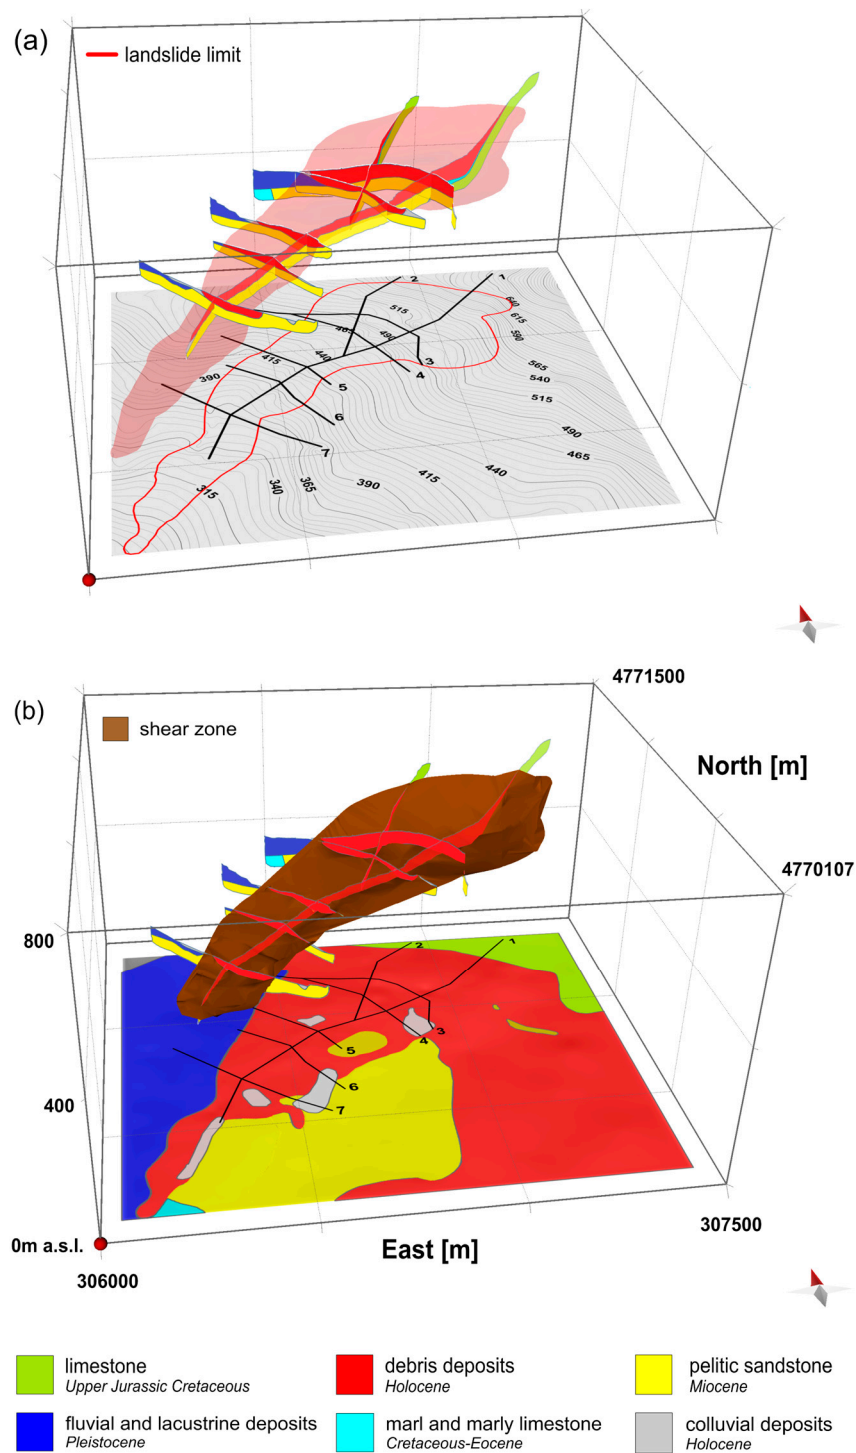 (a)
landslide limit
2
1
515
640
615
590
465
490
3
565
415
440
4
540
390
5
515
6
490
7
465
440
415
390
365
340
315
(b)
shear zone
4771500
North [m]
4770107
800
2
1
3
4
5
6
7
400
0m a.s.l.
306000
East [m]
307500
limestone
Upper Jurassic Cretaceous
debris deposits
Holocene
pelitic sandstone
Miocene
fluvial and lacustrine deposits
Pleistocene
marl and marly limestone
Cretaceous-Eocene
colluvial deposits
Holocene